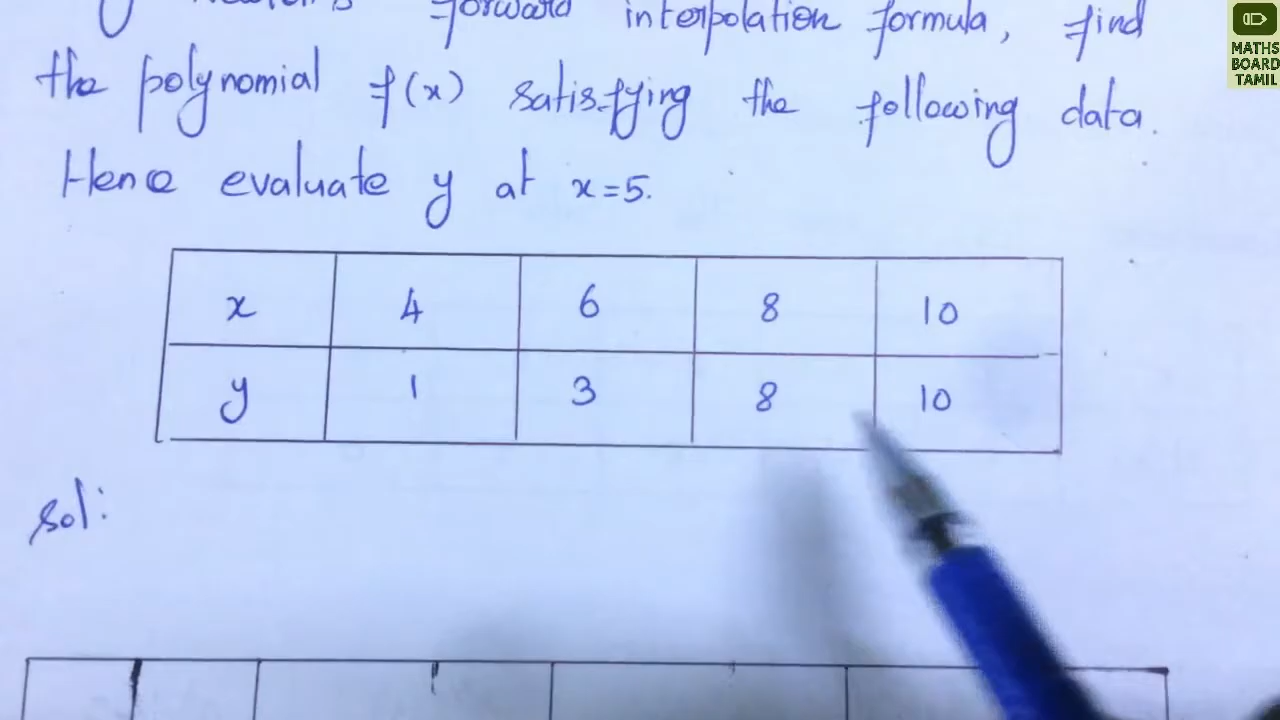 forward interpolation formula, find
the polynomial f(x) satisfying the following data.
Hence evaluate y at x=5.
x 4 6 8 10
y 1 3 8 10
Sol:
MATHS
BOARD
TAMIL